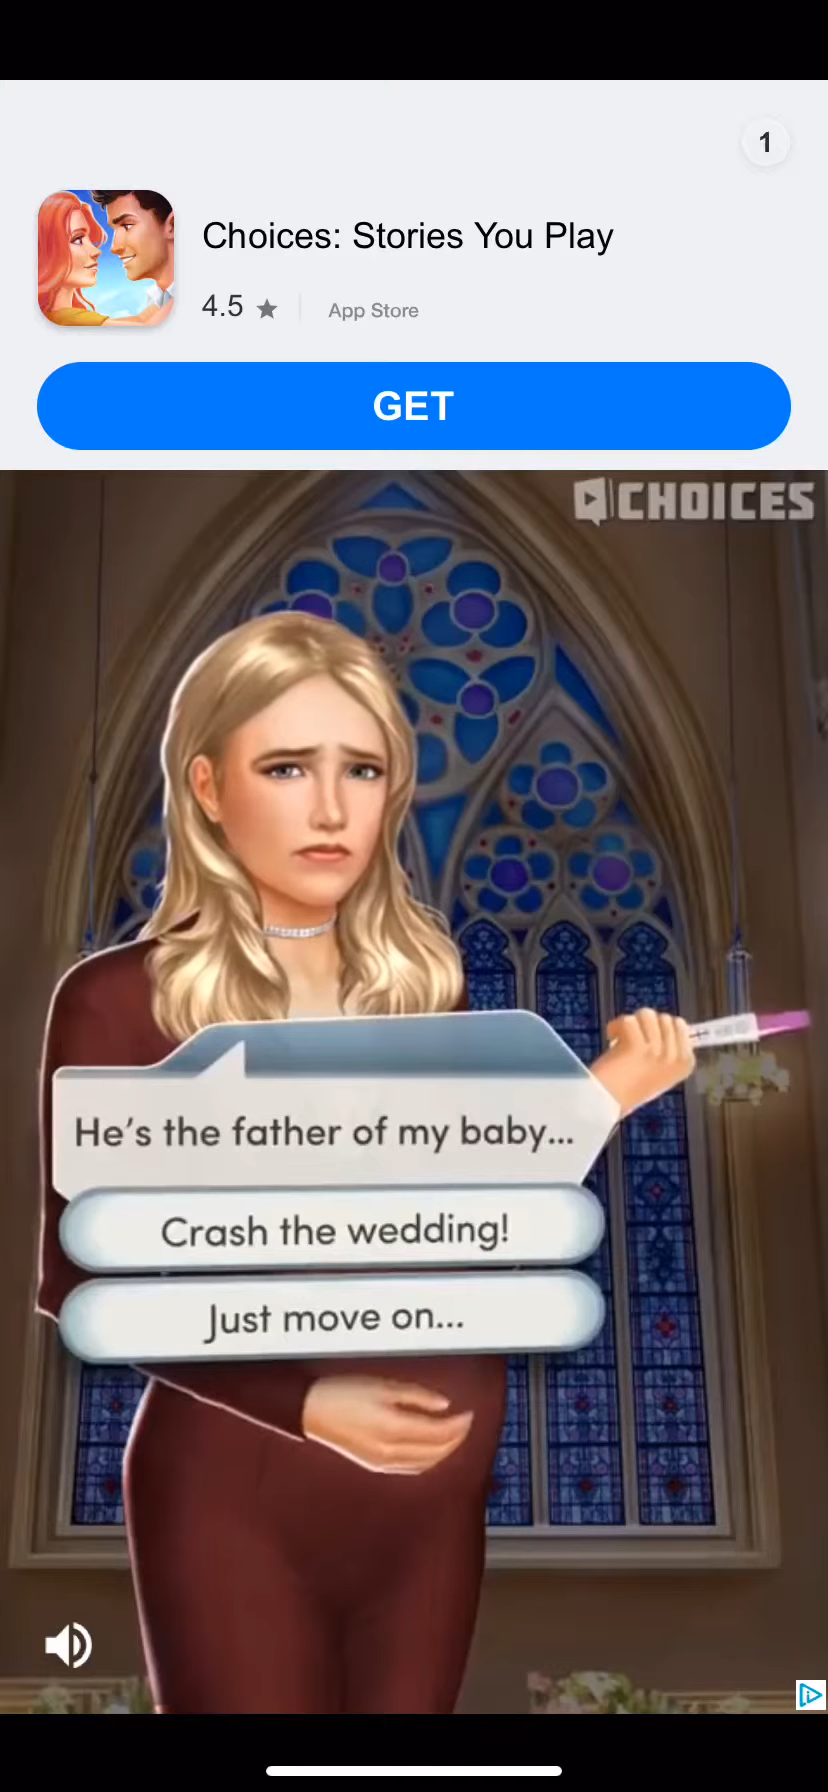 1
Choices: Stories You Play
4.5 ★ App Store
GET
CHOICES
He's the father of my baby...
Crash the wedding!
Just move on...